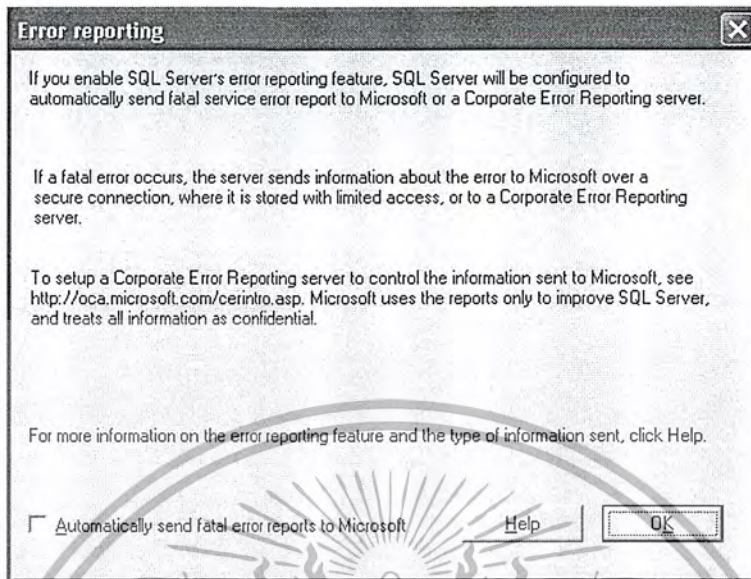 Error reporting
If you enable SQL Server's error reporting feature, SQL Server will be configured to
automatically send fatal service error report to Microsoft or a Corporate Error Reporting server.
If a fatal error occurs, the server sends information about the error to Microsoft over a
secure connection, where it is stored with limited access, or to a Corporate Error Reporting
server.
To setup a Corporate Error Reporting server to control the information sent to Microsoft, see
http://oca.microsoft.com/cerintro.asp. Microsoft uses the reports only to improve SQL Server,
and treats all information as confidential.
For more information on the error reporting feature and the type of information sent, click Help.
Automatically send fatal error reports to Microsoft
Help
OK